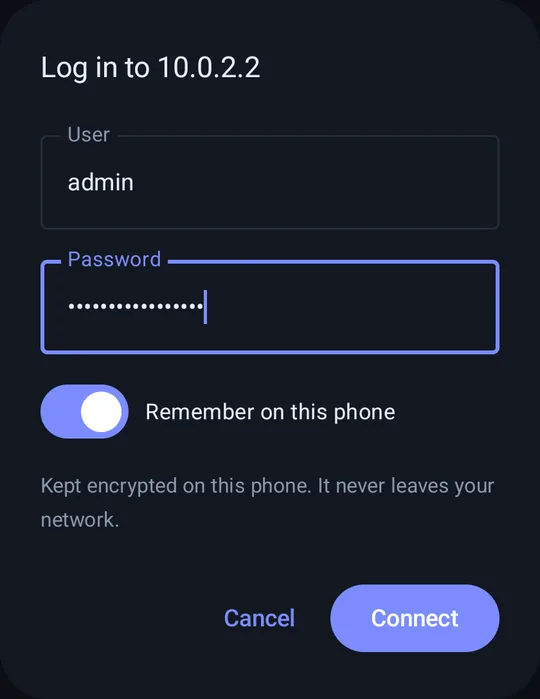 Log in to 10.0.2.2
User
admin
Password
•••••••••••••••••
Remember on this phone
Kept encrypted on this phone. It never leaves your
network.
Cancel
Connect